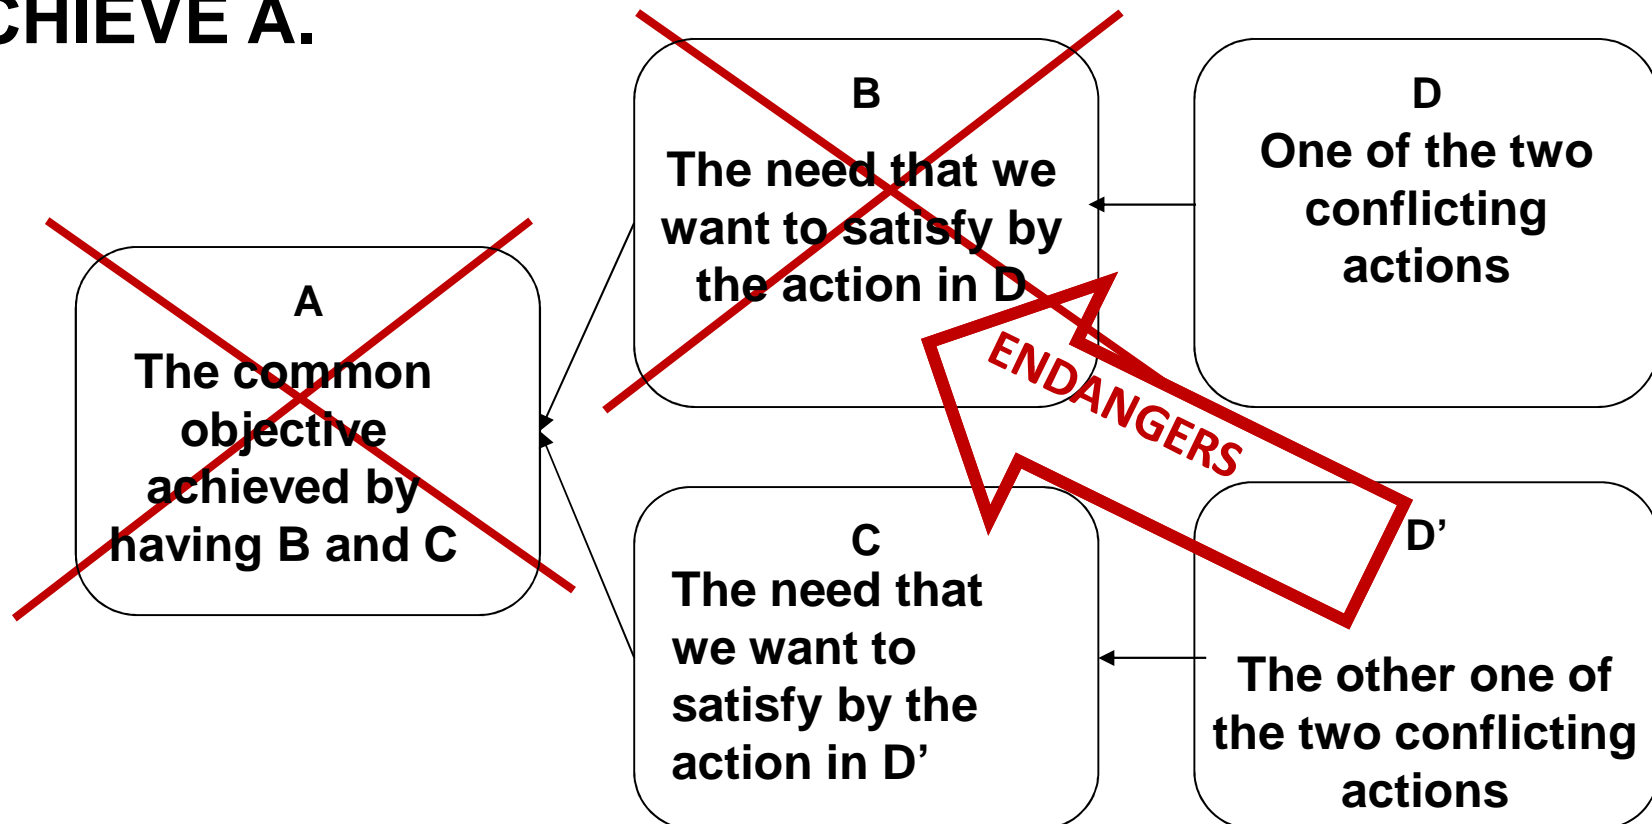 CHIEVE A.
B
The need that we
want to satisfy by
the action in D
D
One of the two
conflicting
actions
A
The common
objective
achieved by
having B and C
ENDANGERS
C
The need that
we want to
satisfy by the
action in D’
D’
The other one of
the two conflicting
actions